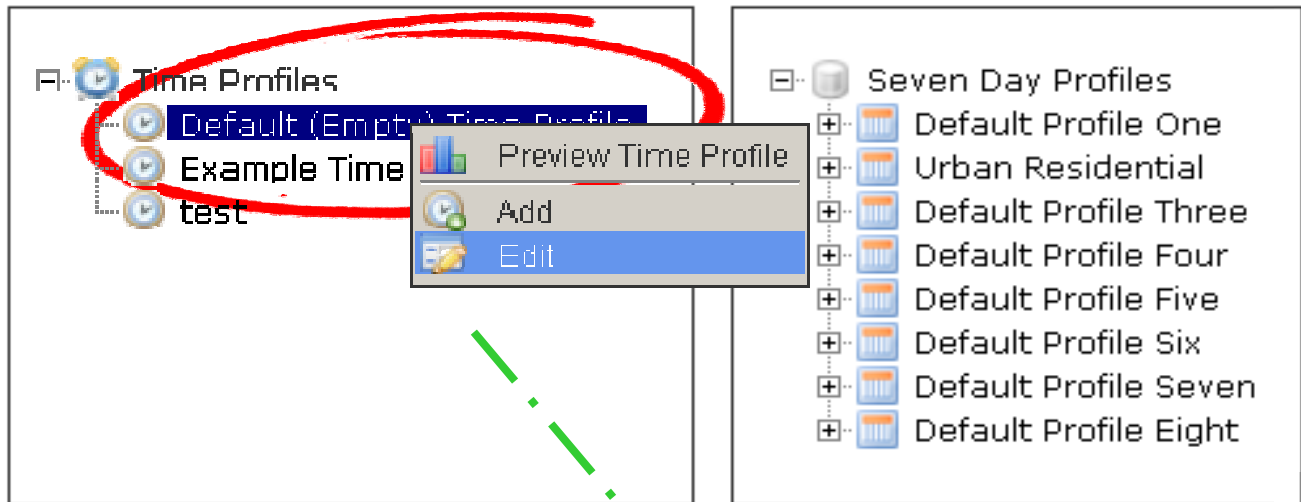 Time Profiles
Default (Empty) Time Profile
Example Time
test
Preview Time Profile
Add
Edit
Seven Day Profiles
Default Profile One
Urban Residential
Default Profile Three
Default Profile Four
Default Profile Five
Default Profile Six
Default Profile Seven
Default Profile Eight